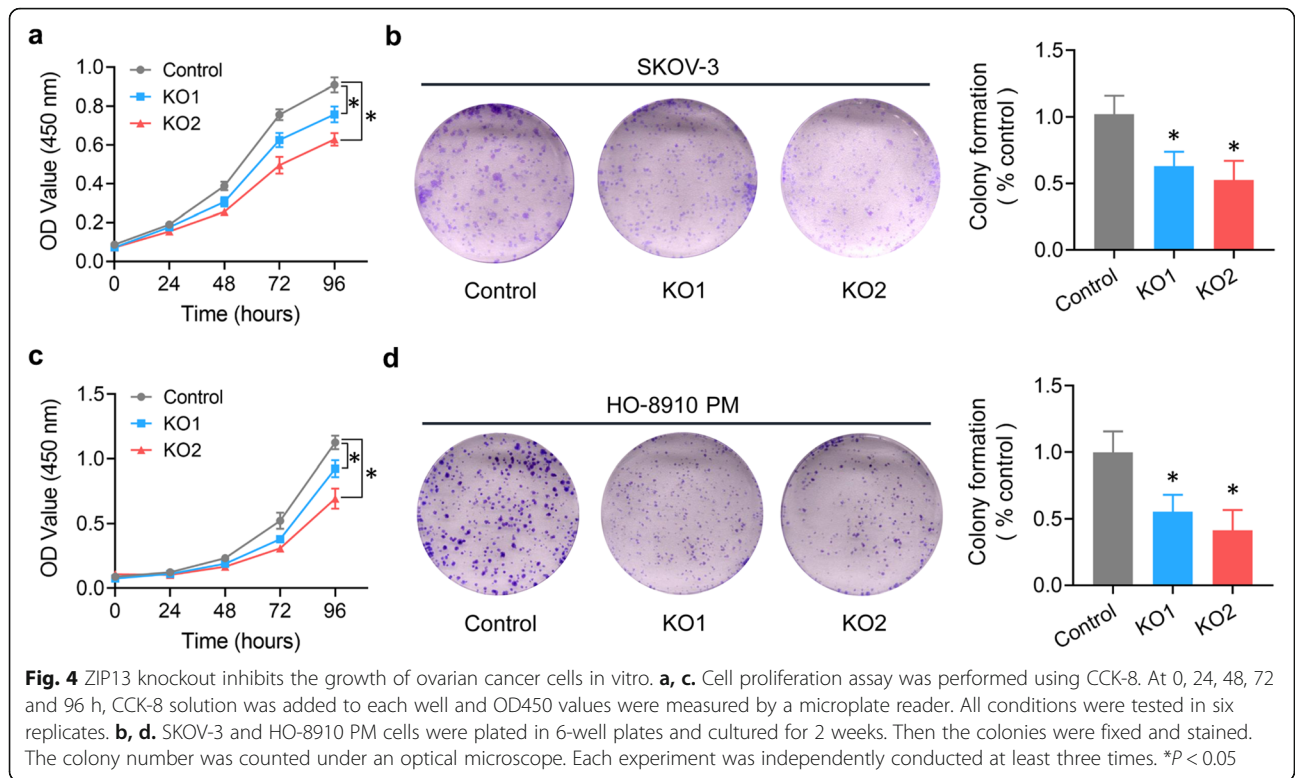 a
1.0
0.8
0.6
0.4
0.2
0.0
OD Value (450 nm)
Control
KO1
KO2
*
*
0 24 48 72 96
Time (hours)
b
SKOV-3
Control KO1 KO2
1.5
1.0
0.5
0.0
Colony formation
( % control )
*
*
Control KO1 KO2
c
1.5
1.0
0.5
0.0
OD Value (450 nm)
Control
KO1
KO2
*
*
0 24 48 72 96
Time (hours)
d
HO-8910 PM
Control KO1 KO2
1.5
1.0
0.5
0.0
Colony formation
( % control )
*
*
Control KO1 KO2
Fig. 4 ZIP13 knockout inhibits the growth of ovarian cancer cells in vitro. a, c. Cell proliferation assay was performed using CCK-8. At 0, 24, 48, 72
and 96 h, CCK-8 solution was added to each well and OD450 values were measured by a microplate reader. All conditions were tested in six
replicates. b, d. SKOV-3 and HO-8910 PM cells were plated in 6-well plates and cultured for 2 weeks. Then the colonies were fixed and stained.
The colony number was counted under an optical microscope. Each experiment was independently conducted at least three times. *P < 0.05